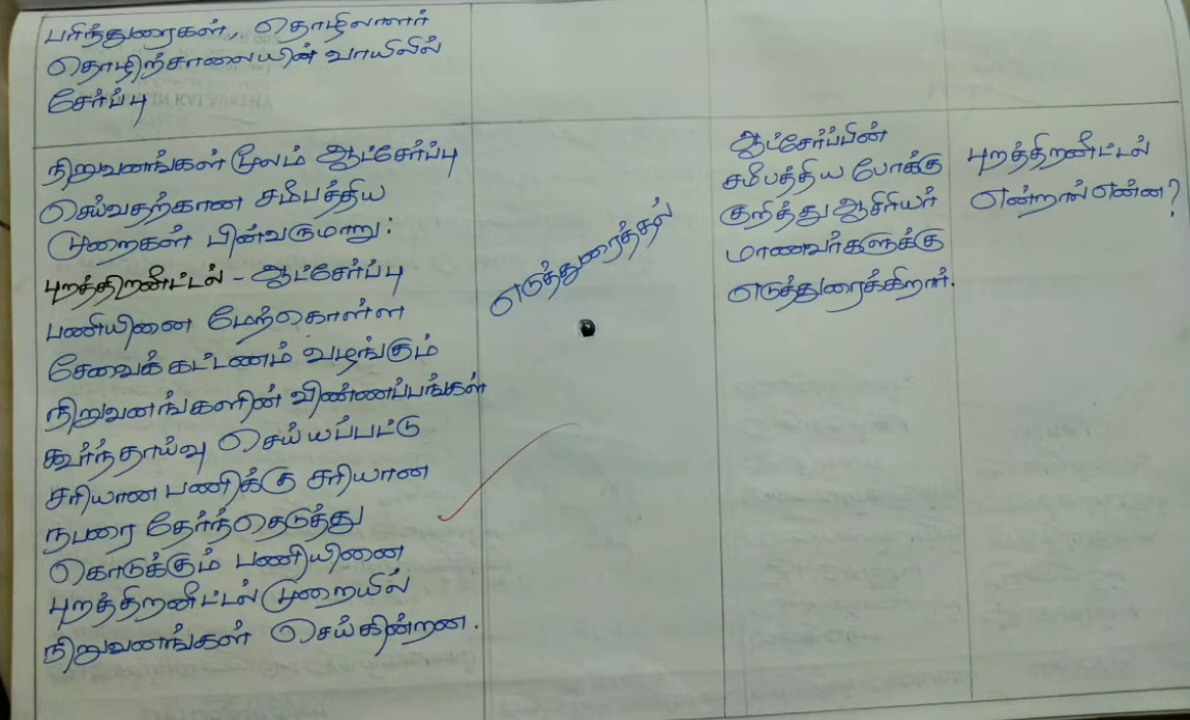 பரிந்துரைகள், தொழிலாளர்
தொழிற்சாலையின் வாயிலில்
சேர்ப்பு
நிறுவனங்கள் மூலம் ஆட்சேர்ப்பு
செய்வதற்கான சமீபத்திய
முறைகள் பின்வருமாறு:
புறத்திறனீட்டல் - ஆட்சேர்ப்பு
பணியினை மேற்கொள்ள
சேவைக் கட்டணம் வழங்கும்
நிறுவனங்களின் விண்ணப்பங்கள்
கூர்ந்தாய்வு செய்யப்பட்டு
சரியான பணிக்கு சரியான
நபரை தேர்ந்தெடுத்து
கொடுக்கும் பணியினை
புறத்திறனீட்டல் முறையில்
நிறுவனங்கள் செய்கின்றன.
எடுத்துரைத்தல்
ஆட்சேர்ப்பின்
சமீபத்திய போக்கு
குறித்து ஆசிரியர்
மாணவர்களுக்கு
எடுத்துரைக்கிறார்.
புறத்திறனீட்டல்
என்றால் என்ன?